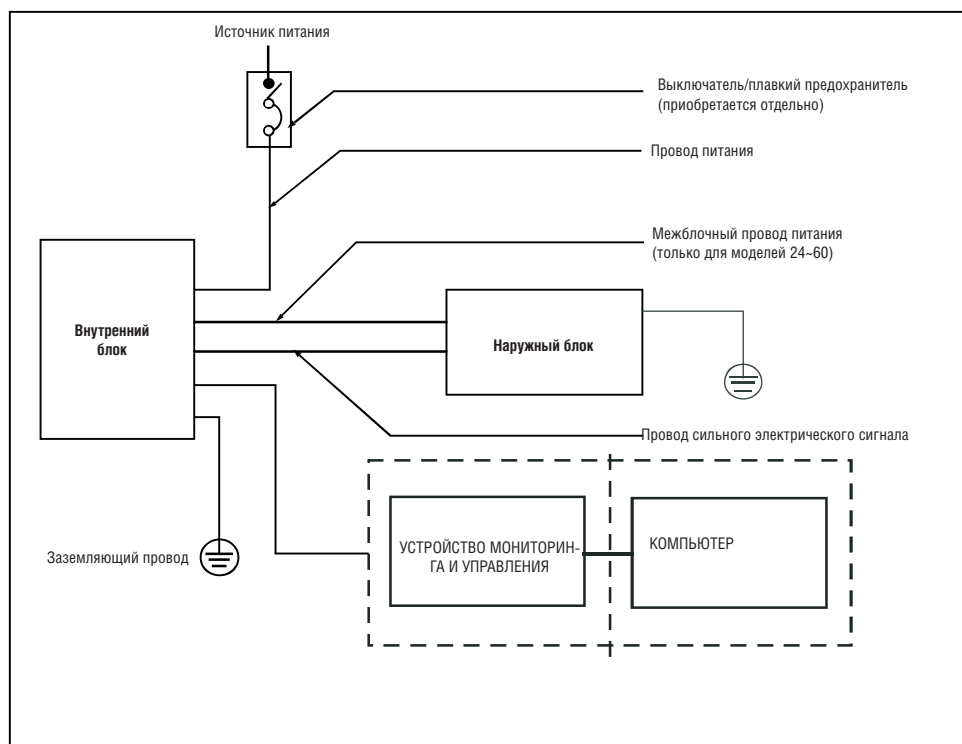 Источник питания
Выключатель/плавкий предохранитель
(приобретается отдельно)
Провод питания
Межблочный провод питания
(только для моделей 24~60)
Внутренний
блок
Наружный блок
Провод сильного электрического сигнала
Заземляющий провод
УСТРОЙСТВО МОНИТОРИН-
ГА И УПРАВЛЕНИЯ
КОМПЬЮТЕР